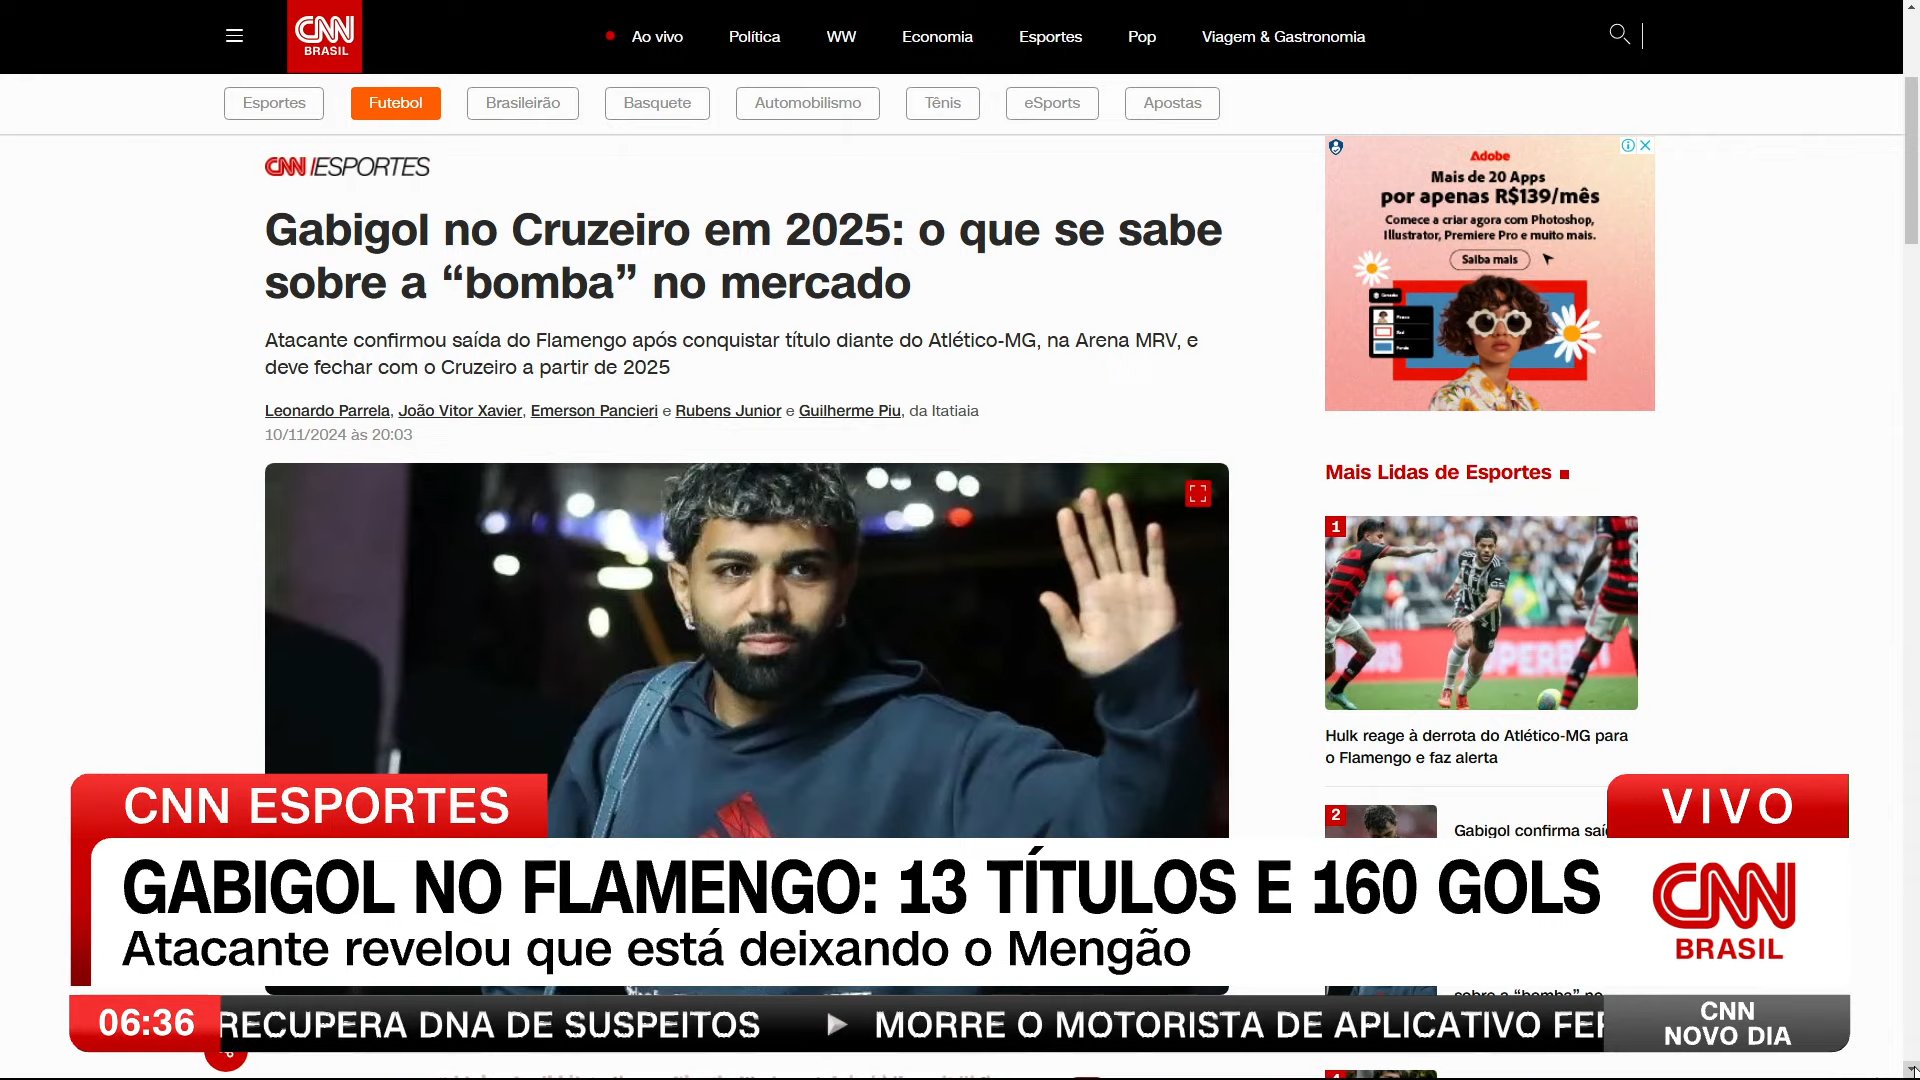 CNN
BRASIL
Ao vivo
Política
WW
Economia
Esportes
Pop
Viagem & Gastronomia
Esportes
Futebol
Brasileirão
Basquete
Automobilismo
Tênis
eSports
Apostas
CNN/ESPORTES
Gabigol no Cruzeiro em 2025: o que se sabe
sobre a “bomba” no mercado
Atacante confirmou saída do Flamengo após conquistar título diante do Atlético-MG, na Arena MRV, e
deve fechar com o Cruzeiro a partir de 2025
Leonardo Parrela, João Vitor Xavier, Emerson Pancieri e Rubens Junior e Guilherme Piu, da Itatiaia
10/11/2024 às 20:03
Adobe
Mais de 20 Apps
por apenas R$139/mês
Comece a criar agora com Photoshop,
Illustrator, Premiere Pro e muito mais.
Saiba mais
Mais Lidas de Esportes
1
Hulk reage à derrota do Atlético-MG para
o Flamengo e faz alerta
2
Gabigol confirma
CNN ESPORTES
VIVO
GABIGOL NO FLAMENGO: 13 TÍTULOS E 160 GOLS
Atacante revelou que está deixando o Mengão
CNN
BRASIL
06:36
RECUPERA DNA DE SUSPEITOS
MORRE O MOTORISTA DE APLICATIVO
CNN
NOVO DIA